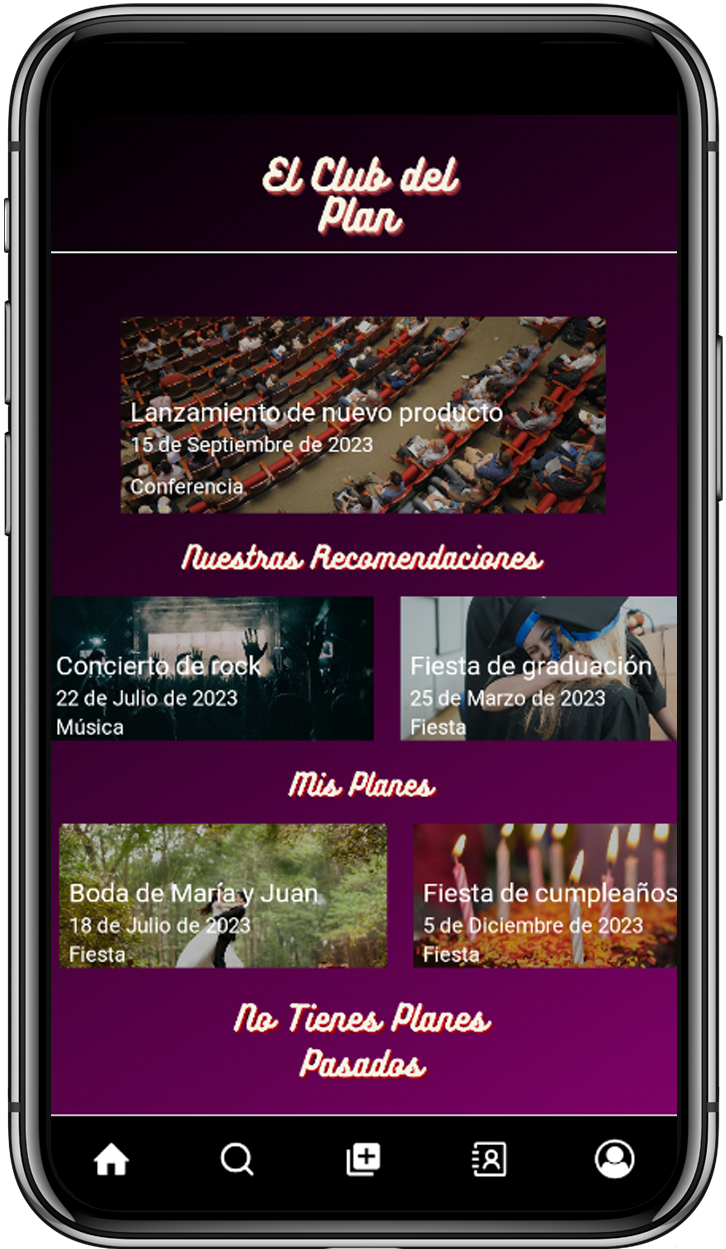 El Club del
Plan
Lanzamiento de nuevo producto
15 de Septiembre de 2023
Conferencia
Nuestras Recomendaciones
Concierto de rock
22 de Julio de 2023
Música
Fiesta de graduación
25 de Marzo de 2023
Fiesta
Mis Planes
Boda de María y Juan
18 de Julio de 2023
Fiesta
Fiesta de cumpleaños
5 de Diciembre de 2023
Fiesta
No Tienes Planes
Pasados